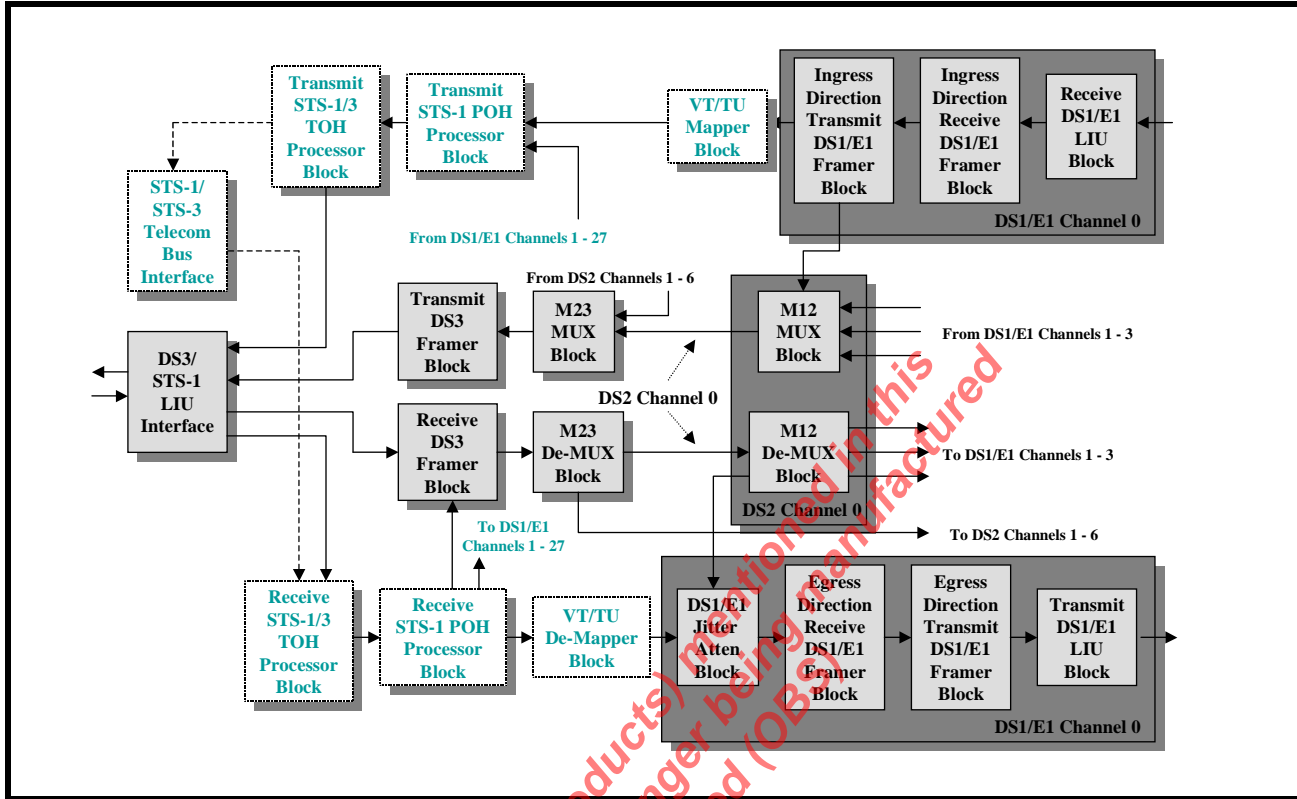 Transmit
STS-1/3
TOH
Processor
Block
Transmit
STS-1 POH
Processor
Block
VT/TU
Mapper
Block
Ingress
Direction
Transmit
DS1/E1
Framer
Block
Ingress
Direction
Receive
DS1/E1
Framer
Block
Receive
DS1/E1
LIU
Block
DS1/E1 Channel 0
STS-1/
STS-3
Telecom
Bus
Interface
From DS1/E1 Channels 1 - 27
From DS2 Channels 1 - 6
Transmit
DS3
Framer
Block
M23
MUX
Block
M12
MUX
Block
From DS1/E1 Channels 1 - 3
DS3/
STS-1
LIU
Interface
DS2 Channel 0
Receive
DS3
Framer
Block
M23
De-MUX
Block
M12
De-MUX
Block
To DS1/E1 Channels 1 - 3
DS2 Channel 0
To DS1/E1
Channels 1 - 27
To DS2 Channels 1 - 6
Receive
STS-1/3
TOH
Processor
Block
Receive
STS-1 POH
Processor
Block
VT/TU
De-Mapper
Block
DS1/E1
Jitter
Atten
Block
Egress
Direction
Receive
DS1/E1
Framer
Block
Egress
Direction
Transmit
DS1/E1
Framer
Block
Transmit
DS1/E1
LIU
Block
DS1/E1 Channel 0
mentioned in this
being manufactured
(OBS)